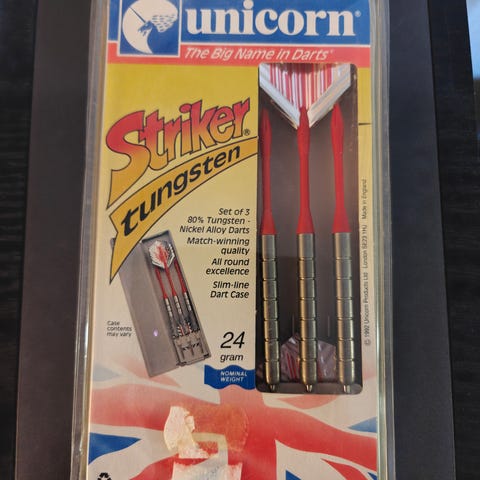 unicorn®
The Big Name in Darts®
Striker®
tungsten
Set of 3
80% Tungsten -
Nickel Alloy Darts
Match-winning
quality
All round
excellence
Slim-line
Dart Case
Case
contents
may vary
24
gram
NOMINAL
WEIGHT
© 1992 Unicorn Products Ltd London SE23 1HJ Made in England